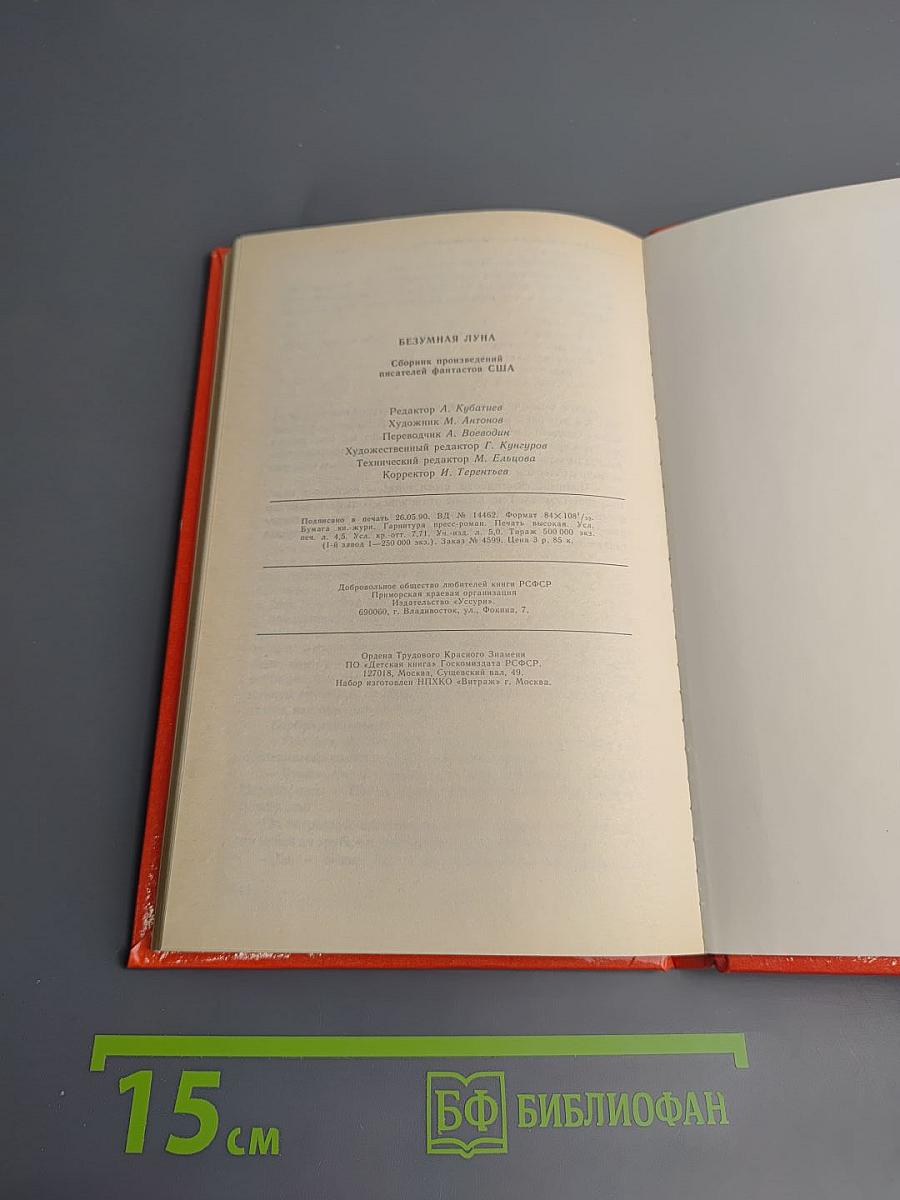 БЕЗУМНАЯ ЛУНА
Сборник произведений
писателей фантастов США
Редактор А. Кубатиев
Художник М. Антонов
Переводчик А. Воеводин
Художественный редактор Г. Кунгуров
Технический редактор М. Ельцова
Корректор И. Терентьев
Подписано в печать 26.05.90. ВД № 14462. Формат 84×108¹/₃₂.
Бумага кн.-журн. Гарнитура пресс-роман. Печать высокая. Усл.
печ. л. 4,5. Усл. кр.-отт. 7,71. Уч.-изд. л. 5,0. Тираж 500 000 экз.
(1-й завод 1—250 000 экз.). Заказ № 4599. Цена 3 р. 85 к.
Добровольное общество любителей книги РСФСР
Приморская краевая организация
Издательство «Уссури».
690060, г. Владивосток, ул., Фокина, 7.
Ордена Трудового Красного Знамени
ПО «Детская книга» Госкомиздата РСФСР.
127018, Москва, Сущевский вал, 49.
Набор изготовлен НПХКО «Витраж» г. Москва.
15 см
БФ БИБЛИОФАН